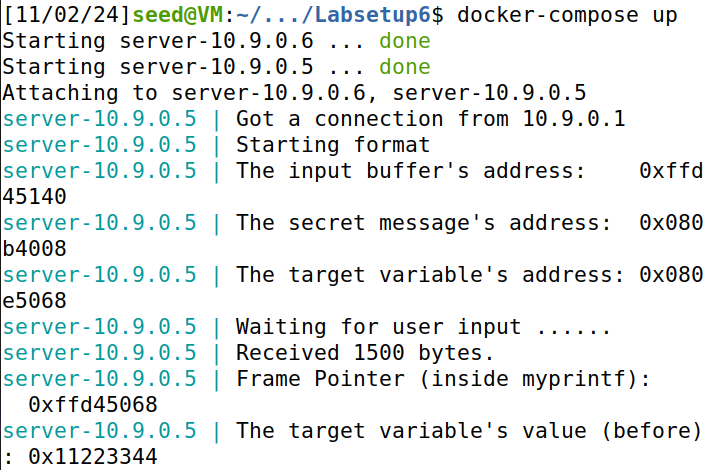 [11/02/24]seed@VM:~/.../Labsetup6$ docker-compose up
Starting server-10.9.0.6 ... done
Starting server-10.9.0.5 ... done
Attaching to server-10.9.0.6, server-10.9.0.5
server-10.9.0.5 | Got a connection from 10.9.0.1
server-10.9.0.5 | Starting format
server-10.9.0.5 | The input buffer's address:    0xffd
45140
server-10.9.0.5 | The secret message's address:  0x080
b4008
server-10.9.0.5 | The target variable's address: 0x080
e5068
server-10.9.0.5 | Waiting for user input ......
server-10.9.0.5 | Received 1500 bytes.
server-10.9.0.5 | Frame Pointer (inside myprintf):
  0xffd45068
server-10.9.0.5 | The target variable's value (before)
: 0x11223344